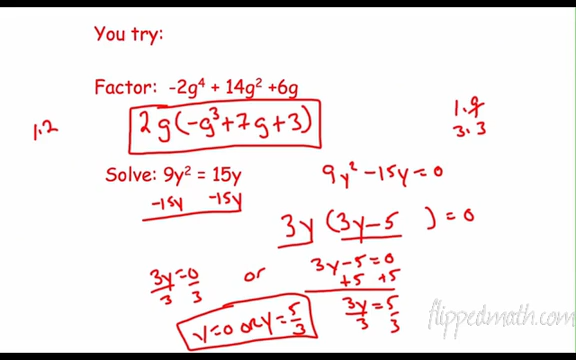 You try:
Factor: -2g⁴ + 14g² +6g
2g(-g³+7g+3)
1.2
1.9
3.3
Solve: 9y² = 15y
-15y -15y
9y² -15y=0
3y (3y-5 ) =0
3y=0
3 3
or
3y-5=0
+5 +5
3y = 5
3 3
y=0 or y=5/3
flippedmath.com